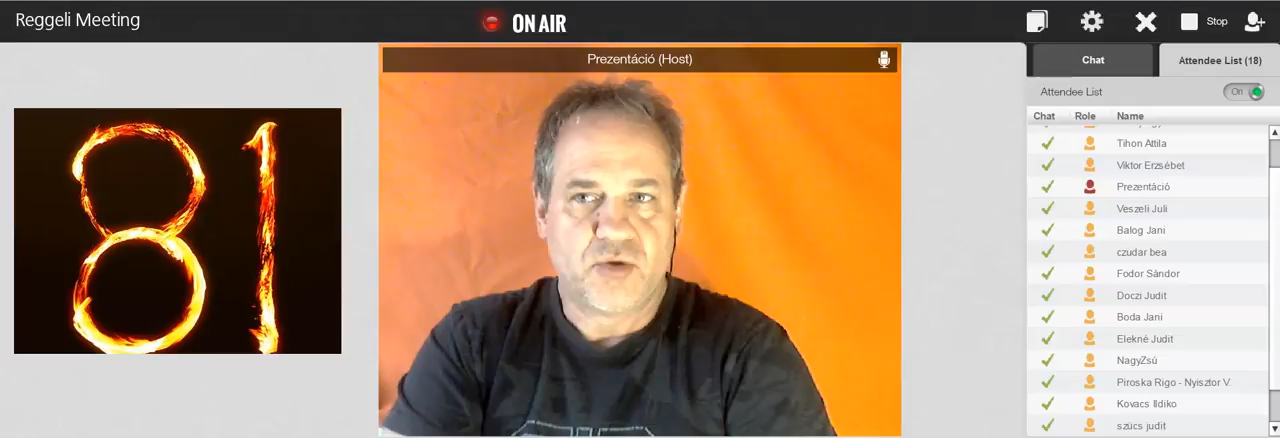 Reggeli Meeting
ON AIR
Stop
81
Prezentáció (Host)
Chat
Attendee List (18)
Attendee List
On
Chat Role Name
Tihon Attila
Viktor Erzsébet
Prezentáció
Veszeli Juli
Balog Jani
czudar bea
Fodor Sándor
Doczi Judit
Boda Jani
Elekné Judit
NagyZsú
Piroska Rigo - Nyisztor V.
Kovacs Ildiko
szűcs judit